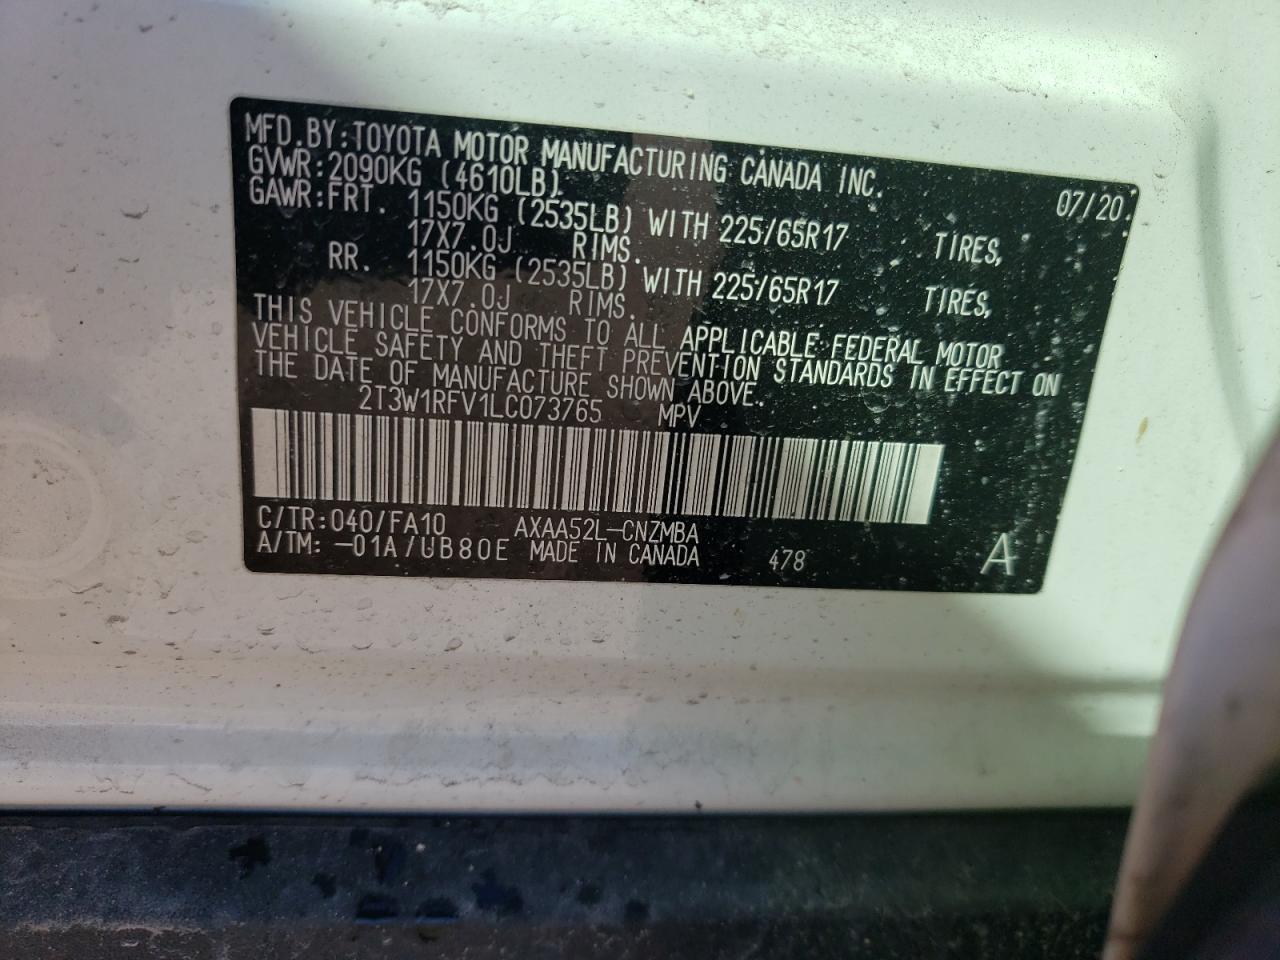 MFD.BY:TOYOTA MOTOR MANUFACTURING CANADA INC. 07/20
GVWR:2090KG (4610LB)
GAWR:FRT. 1150KG (2535LB) WITH 225/65R17 TIRES,
17X7.0J RIMS.
RR. 1150KG (2535LB) WITH 225/65R17 TIRES,
17X7.0J RIMS.
THIS VEHICLE CONFORMS TO ALL APPLICABLE FEDERAL MOTOR
VEHICLE SAFETY AND THEFT PREVENTION STANDARDS IN EFFECT ON
THE DATE OF MANUFACTURE SHOWN ABOVE.
2T3W1RFV1LC073765 MPV
C/TR:040/FA10 AXAA52L-CNZMBA
A/TM: -01A/UB80E MADE IN CANADA 478 A